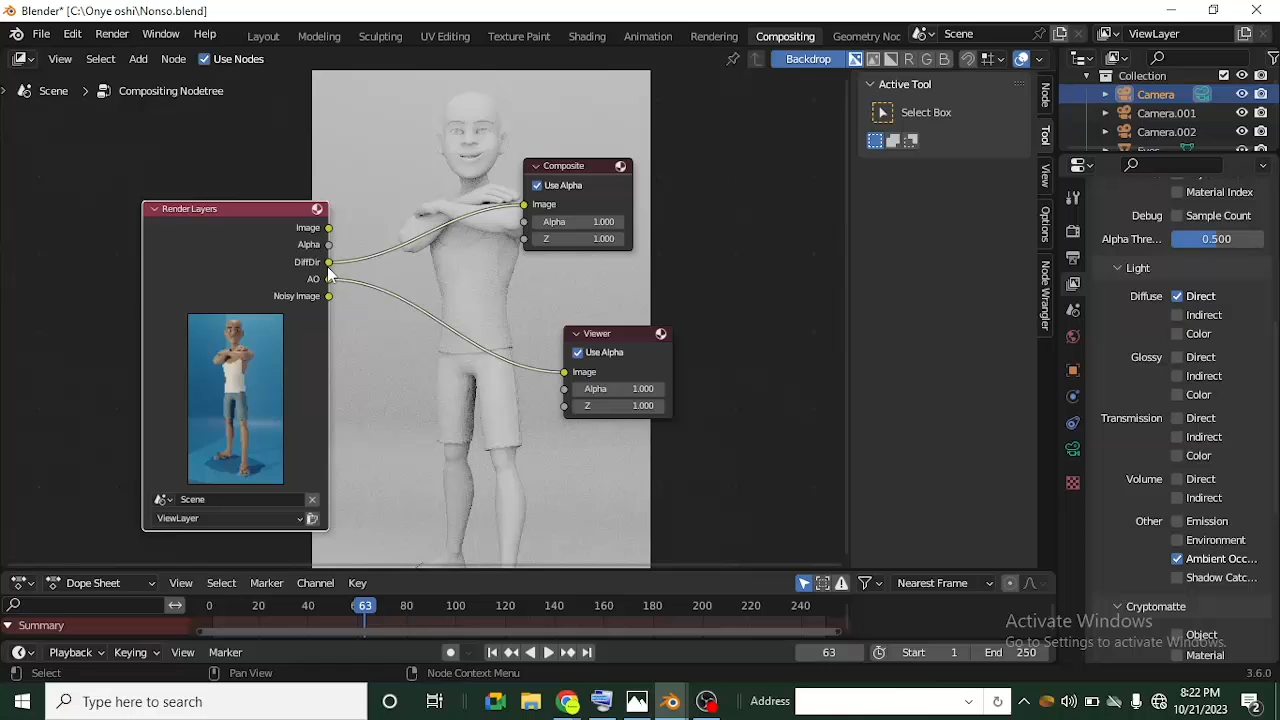 Blender* [C:\Onye oshi\Nonso.blend]
File Edit Render Window Help Layout Modeling Sculpting UV Editing Texture Paint Shading Animation Rendering Compositing Geometry Noc Scene ViewLayer
View Select Add Node Use Nodes Backdrop R G B
Scene > Compositing Nodetree
Collection
Camera
Camera.001
Camera.002
Active Tool
Select Box
Node
Tool
View
Options
Node Wrangler
Composite
Use Alpha
Image
Alpha 1.000
Z 1.000
Render Layers
Image
Alpha
DiffDir
AO
Noisy Image
Scene
ViewLayer
Viewer
Use Alpha
Image
Alpha 1.000
Z 1.000
Material Index
Debug Sample Count
Alpha Thre... 0.500
Light
Diffuse Direct
Indirect
Color
Glossy Direct
Indirect
Color
Transmission Direct
Indirect
Color
Volume Direct
Indirect
Other Emission
Environment
Ambient Occ...
Shadow Catc...
Cryptomatte
Object
Material
Dope Sheet View Select Marker Channel Key Nearest Frame
0 20 40 63 80 100 120 140 160 180 200 220 240
Summary
Playback Keying View Marker 63 Start 1 End 250
Activate Windows
Go to Settings to activate Windows.
Select Pan View Node Context Menu 3.6.0
Type here to search
Address
8:22 PM
10/27/2023
2